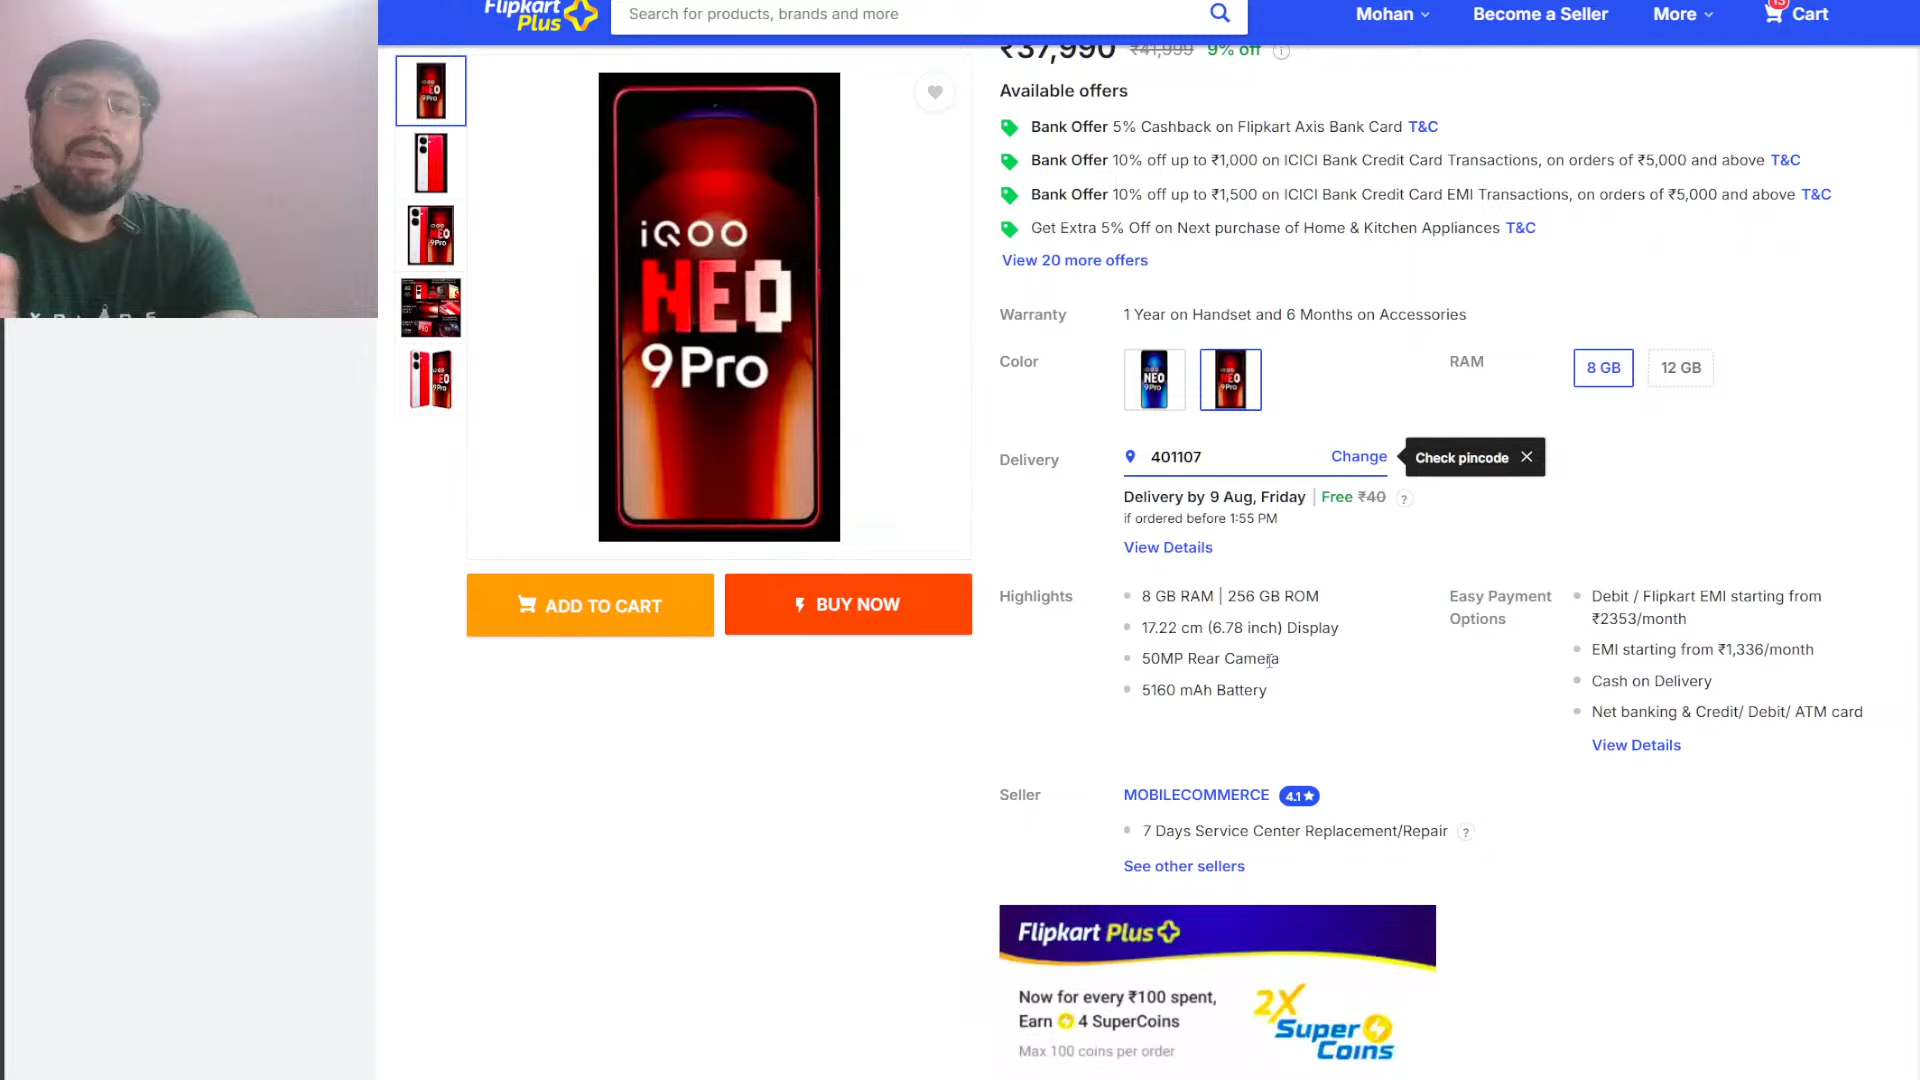 Flipkart
Plus
Search for products, brands and more
Mohan
Become a Seller
More
13
Cart
₹37,990 ₹41,999 9% off
Available offers
Bank Offer 5% Cashback on Flipkart Axis Bank Card T&C
Bank Offer 10% off up to ₹1,000 on ICICI Bank Credit Card Transactions, on orders of ₹5,000 and above T&C
Bank Offer 10% off up to ₹1,500 on ICICI Bank Credit Card EMI Transactions, on orders of ₹5,000 and above T&C
Get Extra 5% Off on Next purchase of Home & Kitchen Appliances T&C
View 20 more offers
iQOO
NEO
9Pro
ADD TO CART
BUY NOW
Warranty
1 Year on Handset and 6 Months on Accessories
Color
RAM
8 GB
12 GB
Delivery
401107
Change
Check pincode
Delivery by 9 Aug, Friday | Free ₹40 ?
if ordered before 1:55 PM
View Details
Highlights
8 GB RAM | 256 GB ROM
17.22 cm (6.78 inch) Display
50MP Rear Camera
5160 mAh Battery
Easy Payment
Options
Debit / Flipkart EMI starting from
₹2353/month
EMI starting from ₹1,336/month
Cash on Delivery
Net banking & Credit/ Debit/ ATM card
View Details
Seller
MOBILECOMMERCE 4.1★
7 Days Service Center Replacement/Repair ?
See other sellers
Flipkart Plus
Now for every ₹100 spent,
Earn 4 SuperCoins
Max 100 coins per order
2X
Super
Coins